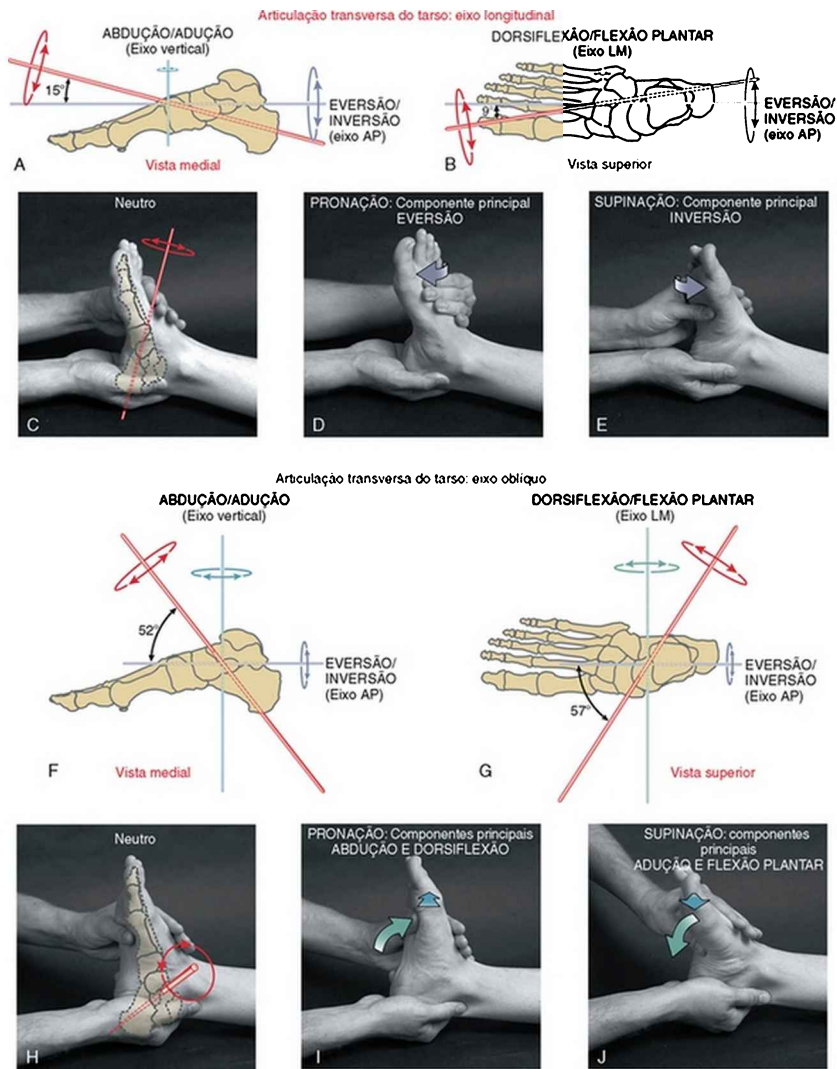 Articulação transversa do tarso: eixo longitudinal
ABDUÇÃO/ADUÇÃO
(Eixo vertical)
15°
EVERSÃO/
INVERSÃO
(eixo AP)
A
Vista medial
DORSIFLEXÃO/FLEXÃO PLANTAR
(Eixo LM)
9
EVERSÃO/
INVERSÃO
(eixo AP)
B
Vista superior
Neutro
C
PRONAÇÃO: Componente principal
EVERSÃO
D
SUPINAÇÃO: Componente principal
INVERSÃO
E
Articulação transversa do tarso: eixo oblíquo
ABDUÇÃO/ADUÇÃO
(Eixo vertical)
52°
EVERSÃO/
INVERSÃO
(Eixo AP)
F
Vista medial
DORSIFLEXÃO/FLEXÃO PLANTAR
(Eixo LM)
57°
EVERSÃO/
INVERSÃO
(Eixo AP)
G
Vista superior
Neutro
H
PRONAÇÃO: Componentes principais
ABDUÇÃO E DORSIFLEXÃO
I
SUPINAÇÃO: componentes
principais
ADUÇÃO E FLEXÃO PLANTAR
J